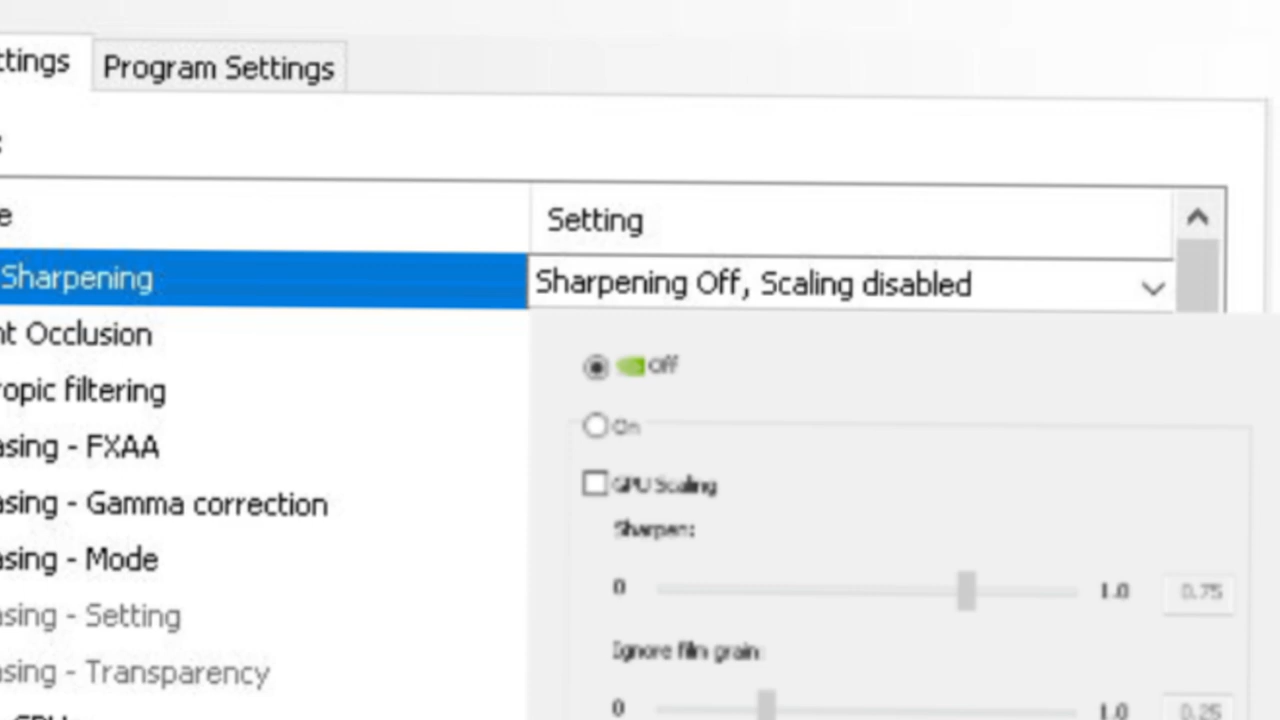 ttings
Program Settings
:
e
Setting
Sharpening
Sharpening Off, Scaling disabled
nt Occlusion
Off
ropic filtering
On
asing - FXAA
GPU Scaling
asing - Gamma correction
Sharpen:
asing - Mode
0 1.0 0.75
asing - Setting
Ignore film grain:
asing - Transparency
0 1.0 0.25